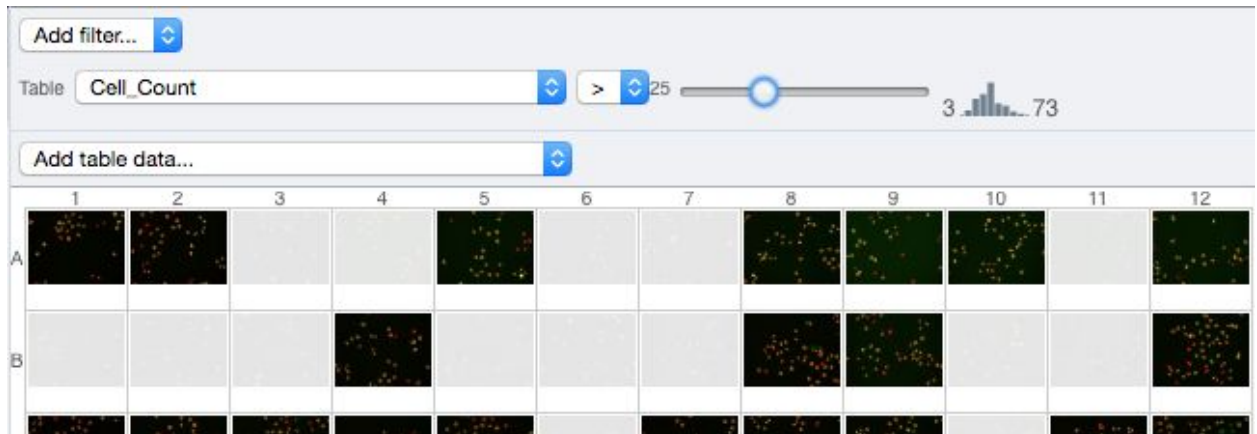 Add filter...
Table Cell_Count > 25 3 73
Add table data...
1 2 3 4 5 6 7 8 9 10 11 12
A
B